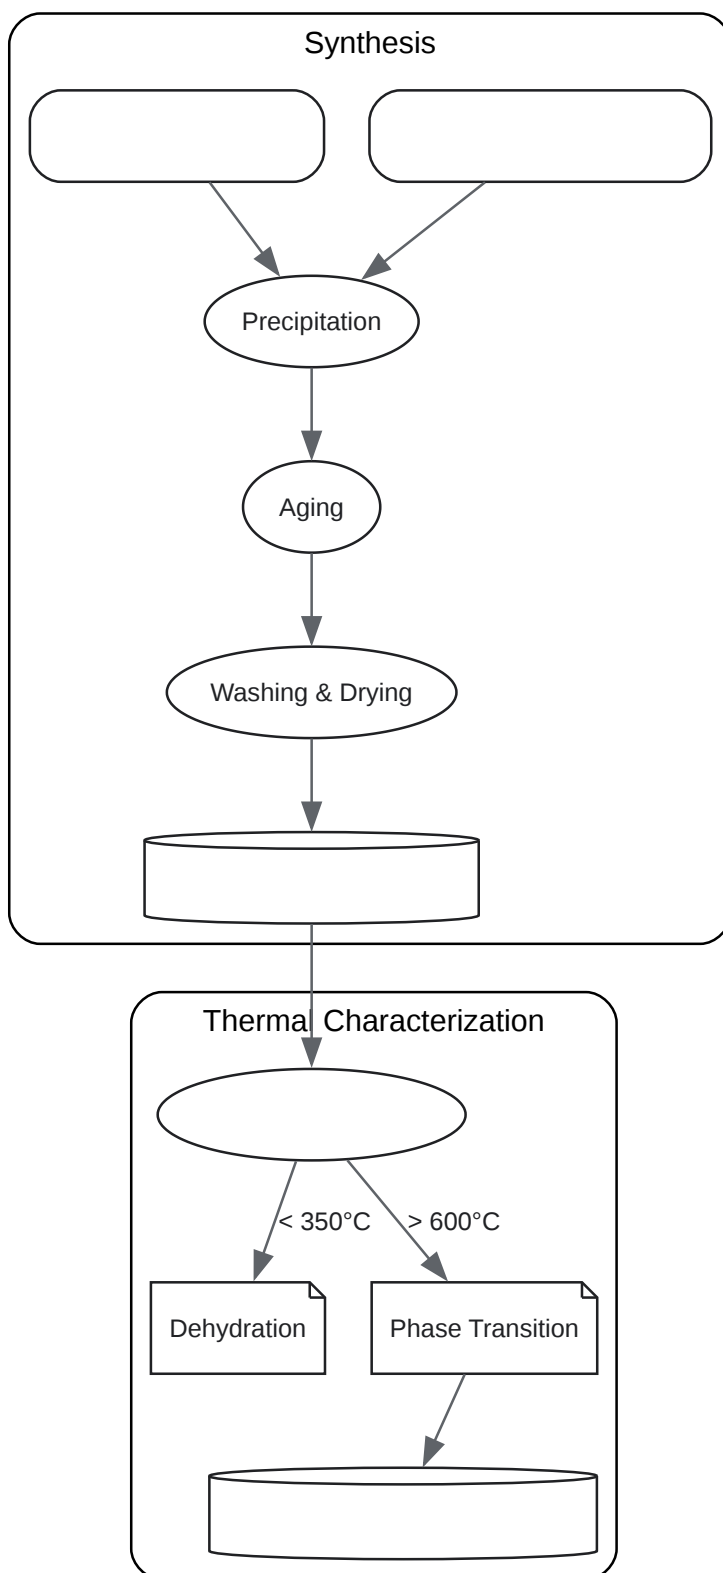 Synthesis
Precipitation
Aging
Washing & Drying
Thermal Characterization
< 350°C
> 600°C
Dehydration
Phase Transition